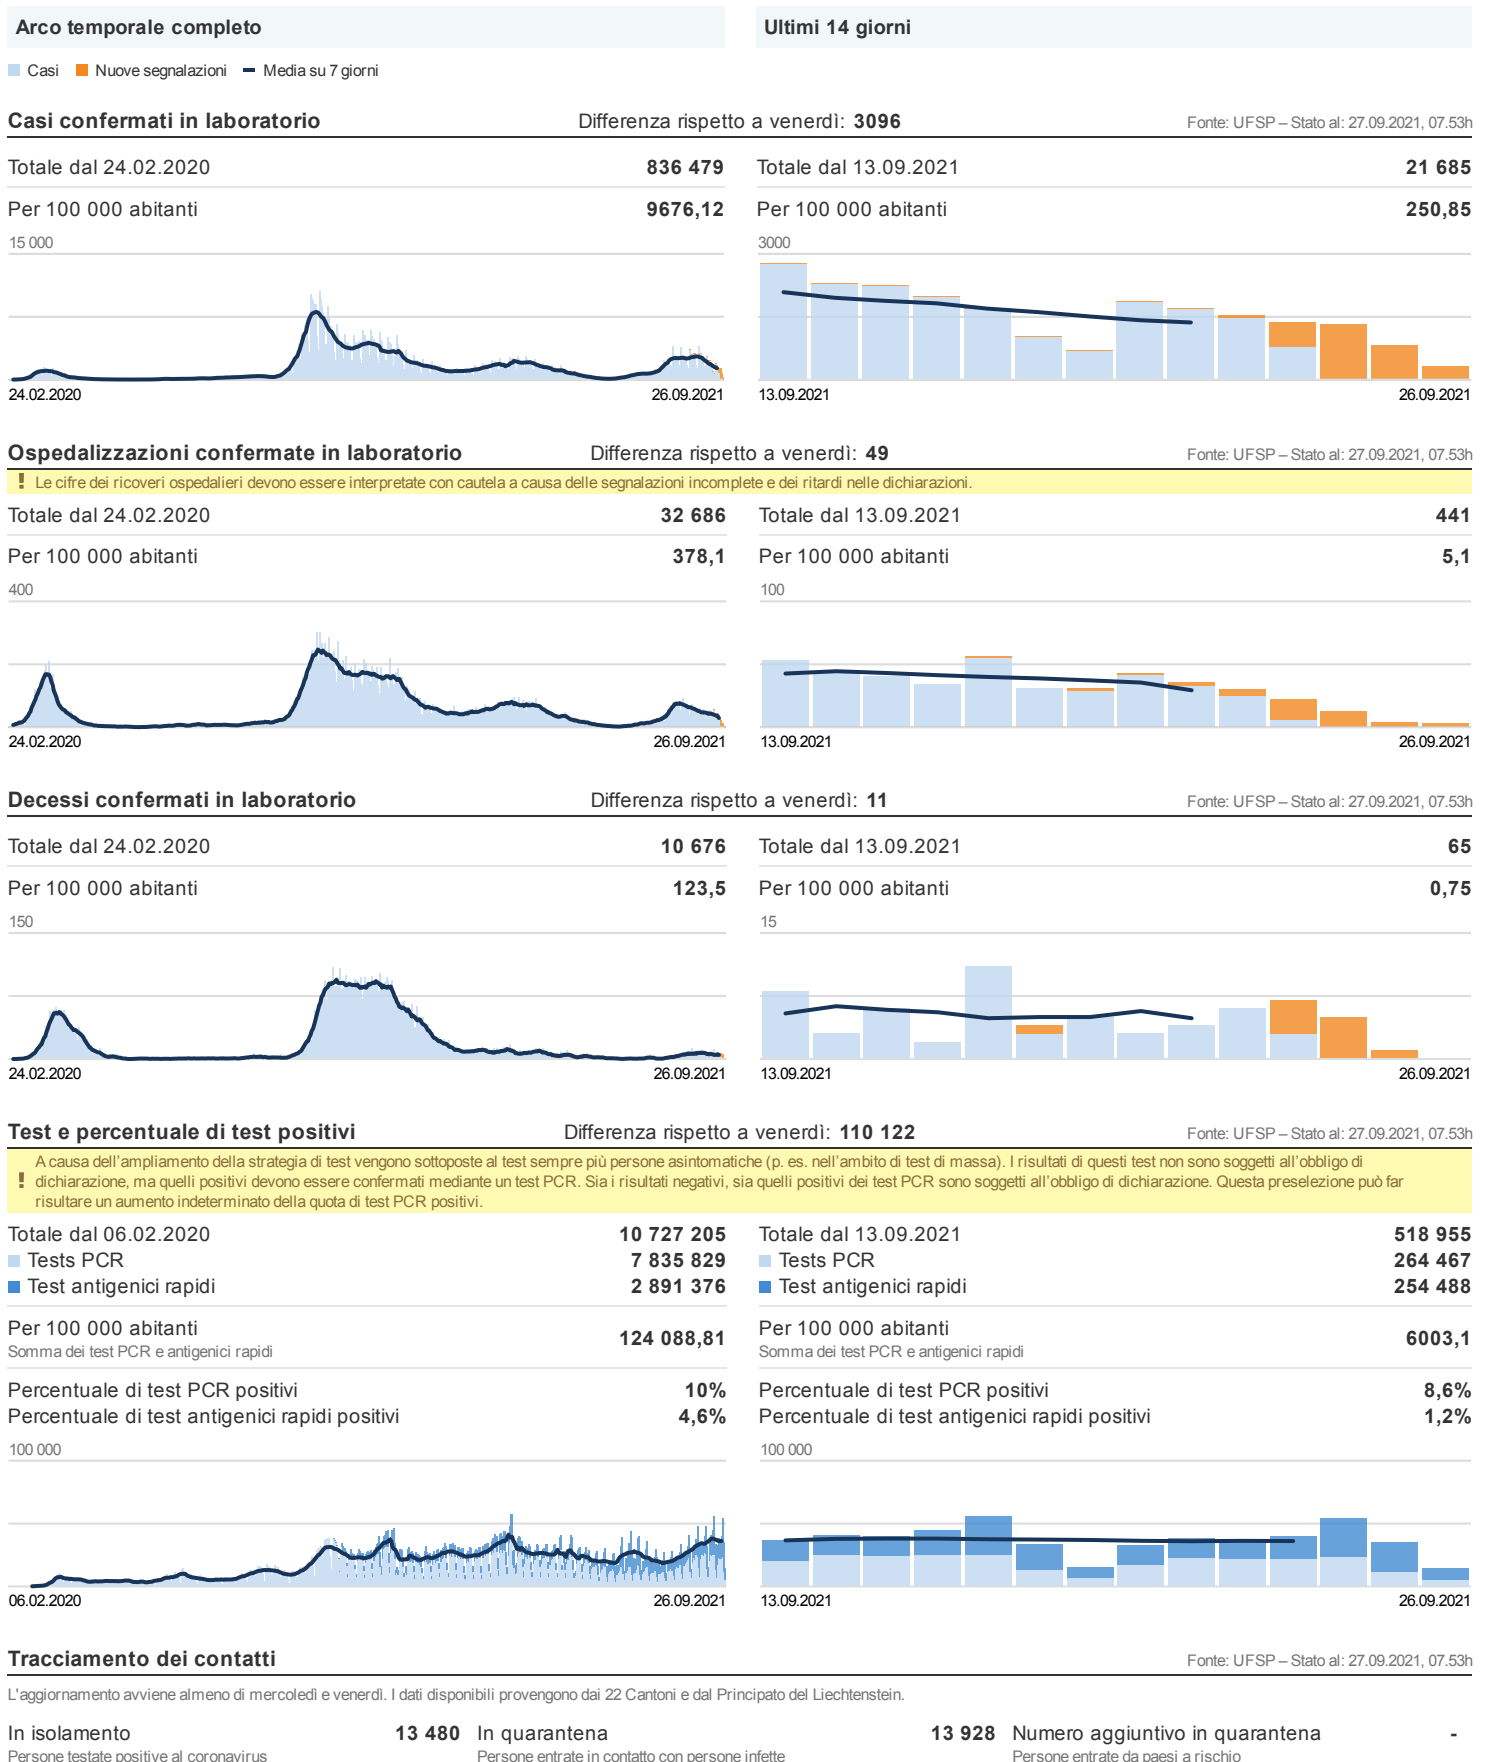 Arco temporale completo
Ultimi 14 giorni
Casi Nuove segnalazioni Media su 7 giorni
Casi confermati in laboratorio Differenza rispetto a venerdì: 3096 Fonte: UFSP – Stato al: 27.09.2021, 07.53h
Totale dal 24.02.2020 836 479
Totale dal 13.09.2021 21 685
Per 100 000 abitanti 9676,12
Per 100 000 abitanti 250,85
15 000
3000
24.02.2020 26.09.2021
13.09.2021 26.09.2021
Ospedalizzazioni confermate in laboratorio Differenza rispetto a venerdì: 49 Fonte: UFSP – Stato al: 27.09.2021, 07.53h
! Le cifre dei ricoveri ospedalieri devono essere interpretate con cautela a causa delle segnalazioni incomplete e dei ritardi nelle dichiarazioni.
Totale dal 24.02.2020 32 686
Totale dal 13.09.2021 441
Per 100 000 abitanti 378,1
Per 100 000 abitanti 5,1
400
100
24.02.2020 26.09.2021
13.09.2021 26.09.2021
Decessi confermati in laboratorio Differenza rispetto a venerdì: 11 Fonte: UFSP – Stato al: 27.09.2021, 07.53h
Totale dal 24.02.2020 10 676
Totale dal 13.09.2021 65
Per 100 000 abitanti 123,5
Per 100 000 abitanti 0,75
150
15
24.02.2020 26.09.2021
13.09.2021 26.09.2021
Test e percentuale di test positivi Differenza rispetto a venerdì: 110 122 Fonte: UFSP – Stato al: 27.09.2021, 07.53h
A causa dell'ampliamento della strategia di test vengono sottoposte al test sempre più persone asintomatiche (p. es. nell'ambito di test di massa). I risultati di questi test non sono soggetti all'obbligo di
! dichiarazione, ma quelli positivi devono essere confermati mediante un test PCR. Sia i risultati negativi, sia quelli positivi dei test PCR sono soggetti all'obbligo di dichiarazione. Questa preselezione può far
risultare un aumento indeterminato della quota di test PCR positivi.
Totale dal 06.02.2020 10 727 205
Tests PCR 7 835 829
Test antigenici rapidi 2 891 376
Totale dal 13.09.2021 518 955
Tests PCR 264 467
Test antigenici rapidi 254 488
Per 100 000 abitanti 124 088,81
Somma dei test PCR e antigenici rapidi
Per 100 000 abitanti 6003,1
Somma dei test PCR e antigenici rapidi
Percentuale di test PCR positivi 10%
Percentuale di test antigenici rapidi positivi 4,6%
Percentuale di test PCR positivi 8,6%
Percentuale di test antigenici rapidi positivi 1,2%
100 000
100 000
06.02.2020 26.09.2021
13.09.2021 26.09.2021
Tracciamento dei contatti Fonte: UFSP – Stato al: 27.09.2021, 07.53h
L'aggiornamento avviene almeno di mercoledì e venerdì. I dati disponibili provengono dai 22 Cantoni e dal Principato del Liechtenstein.
In isolamento 13 480 In quarantena 13 928 Numero aggiuntivo in quarantena -
Persone testate positive al coronavirus Persone entrate in contatto con persone infette Persone entrate da paesi a rischio